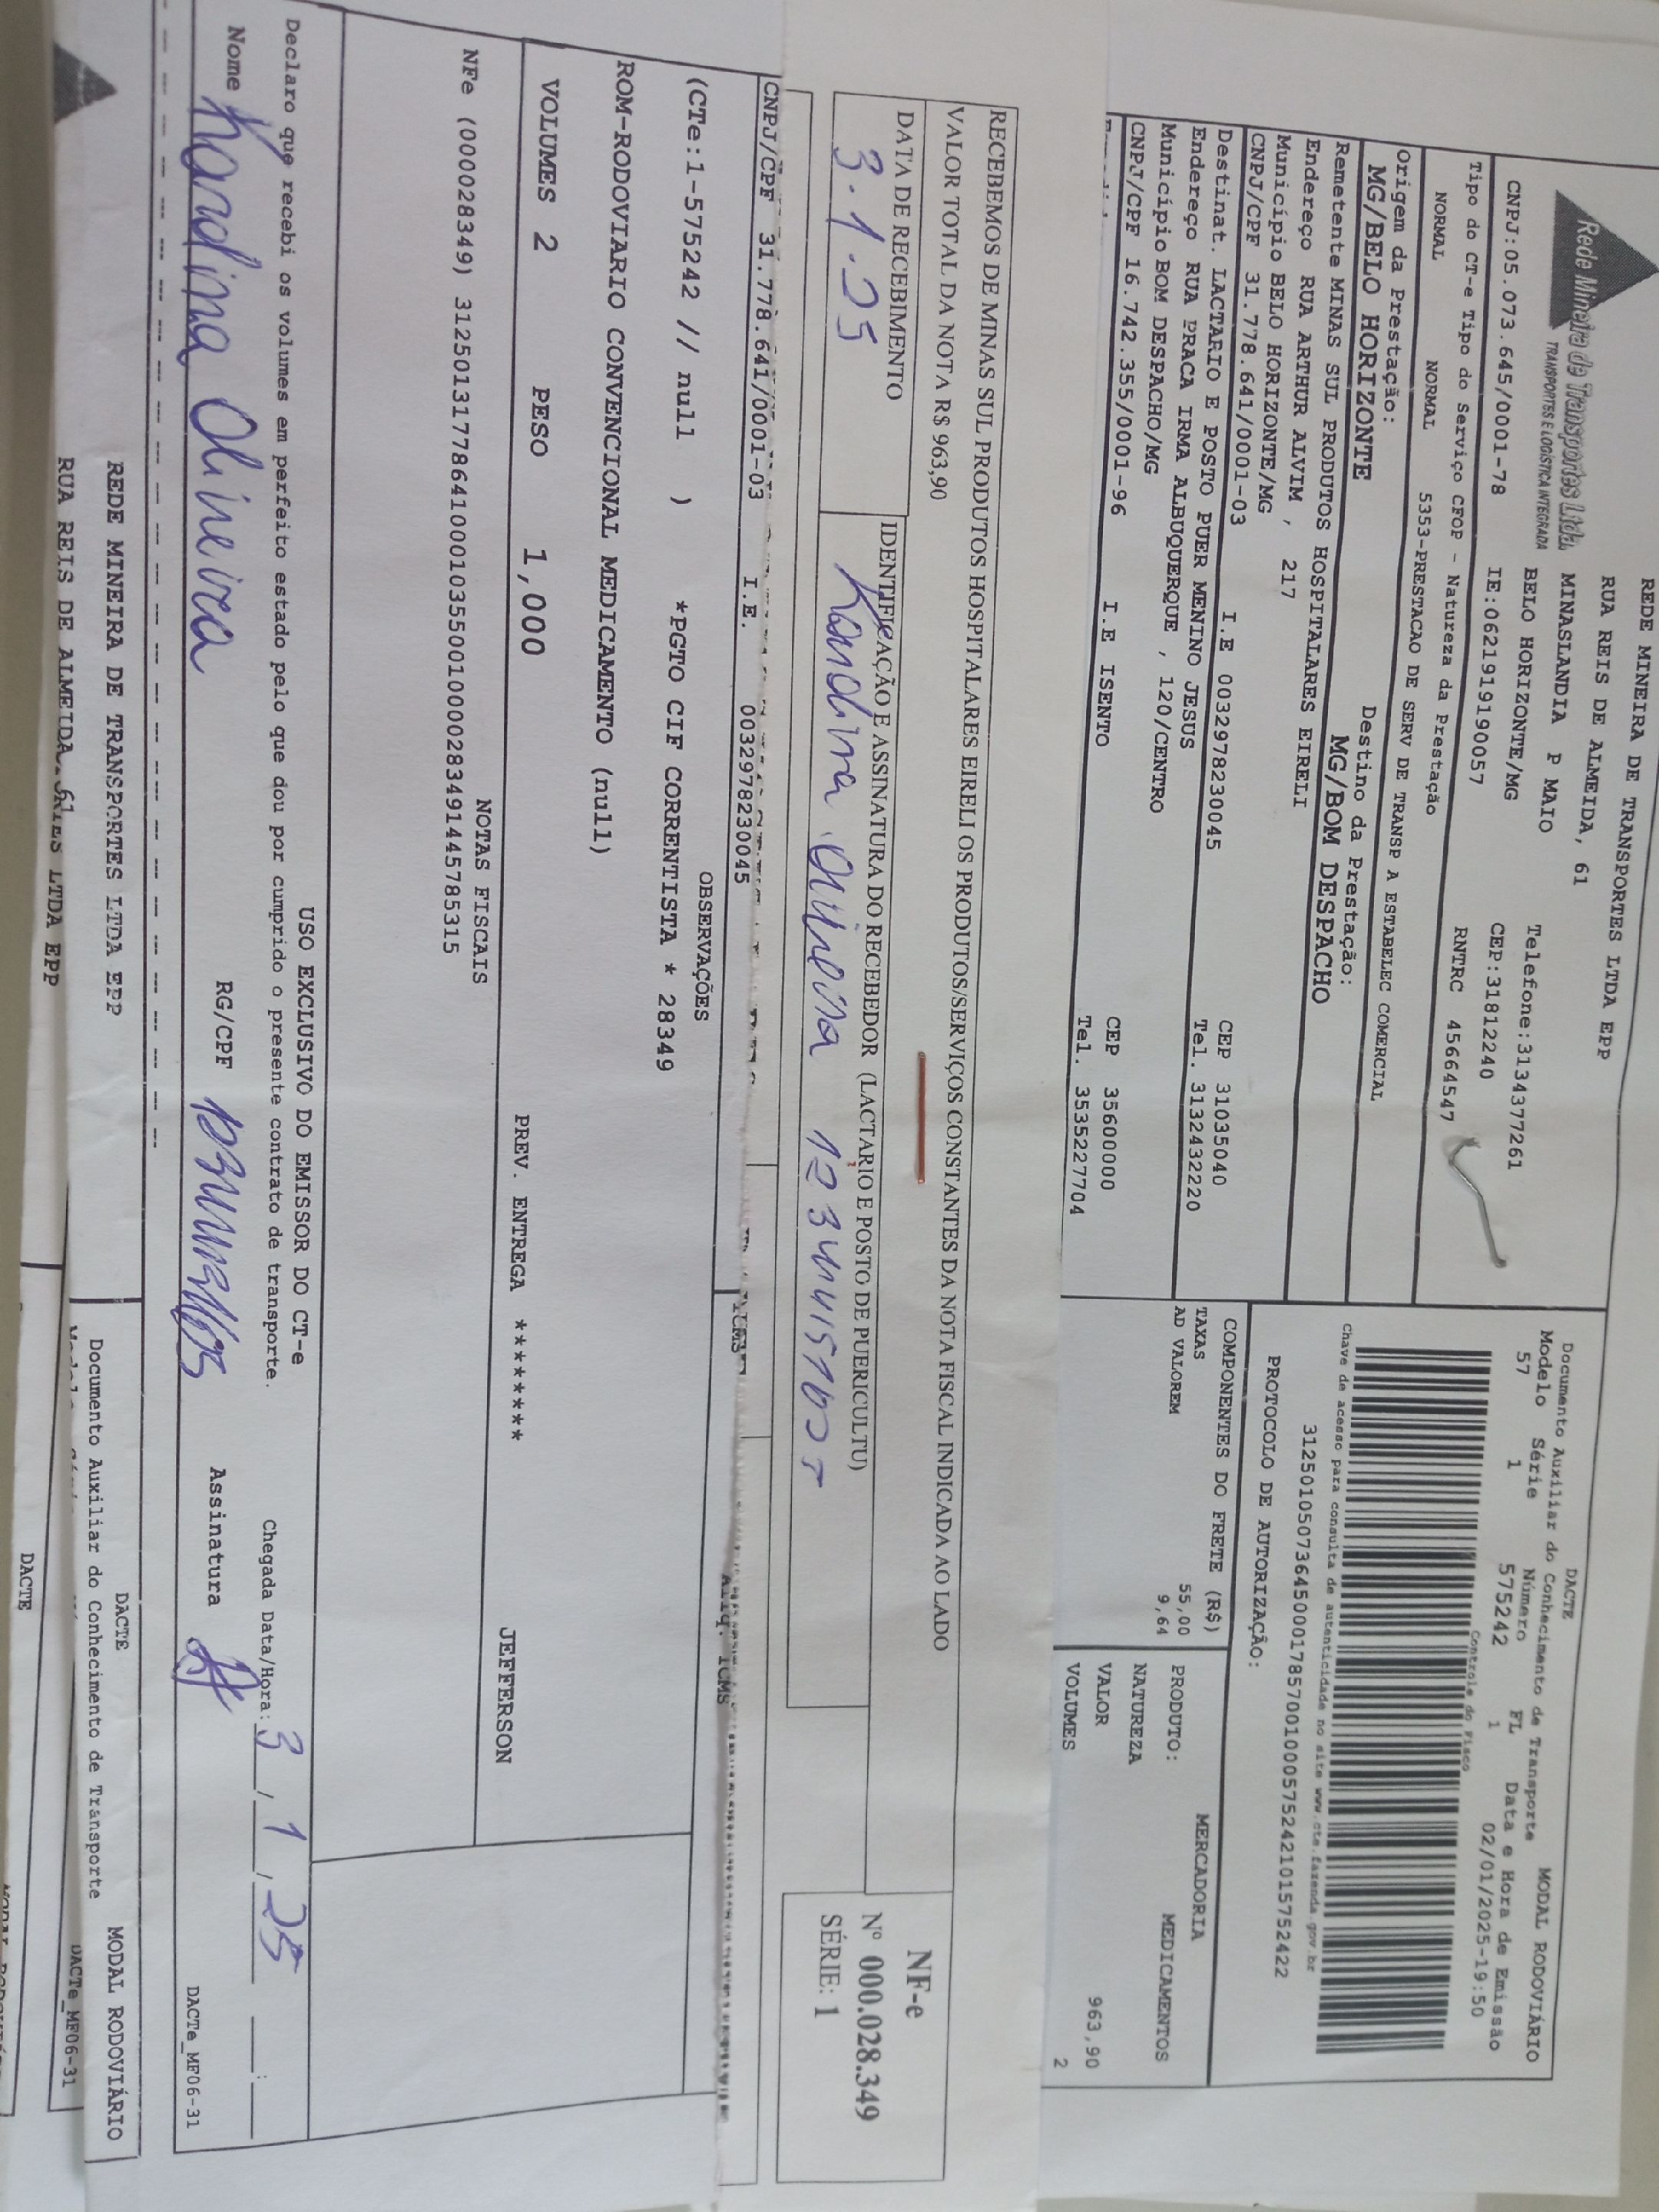 REDE MINEIRA DE TRANSPORTES LTDA EPP
RUA REIS DE ALMEIDA, 61
MINASLANDIA P MAIO
BELO HORIZONTE/MG
Telefone:3134377261
CEP:31812240
Rede Mineira de Transportes Ltda.
TRANSPORTES E LOGÍSTICA INTEGRADA
CNPJ:05.073.645/0001-78 IE:0621919190057 RNTRC 45664547
Tipo do CT-e Tipo do Serviço CFOP - Natureza da Prestação
NORMAL NORMAL 5353-PRESTACAO DE SERV DE TRANSP A ESTABELEC COMERCIAL
Origem da Prestação: Destino da Prestação:
MG/BELO HORIZONTE MG/BOM DESPACHO
Remetente MINAS SUL PRODUTOS HOSPITALARES EIRELI
Endereço RUA ARTHUR ALVIM , 217
Município BELO HORIZONTE/MG CEP 31035040
CNPJ/CPF 31.778.641/0001-03 I.E 0032978230045 Tel. 3132432220
Destinat. LACTARIO E POSTO PUER MENINO JESUS
Endereço RUA PRACA IRMA ALBUQUERQUE , 120/CENTRO
Município BOM DESPACHO/MG CEP 35600000
CNPJ/CPF 16.742.355/0001-96 I.E ISENTO Tel. 3535227704
DACTE MODAL RODOVIÁRIO
Documento Auxiliar do Conhecimento de Transporte
Modelo Série Número FL Data e Hora de Emissão
57 1 575242 1 02/01/2025-19:50
Controle do Fisco
Chave de acesso para consulta de autenticidade no site www.cte.fazenda.gov.br
31250105073645000178570010005752421015752422
PROTOCOLO DE AUTORIZAÇÃO:
COMPONENTES DO FRETE (R$) MERCADORIA
TAXAS 55,00 PRODUTO: MEDICAMENTOS
AD VALOREM 9,64 NATUREZA
VALOR 963,90
VOLUMES 2
RECEBEMOS DE MINAS SUL PRODUTOS HOSPITALARES EIRELI OS PRODUTOS/SERVIÇOS CONSTANTES DA NOTA FISCAL INDICADA AO LADO
VALOR TOTAL DA NOTA R$ 963,90
DATA DE RECEBIMENTO IDENTIFICAÇÃO E ASSINATURA DO RECEBEDOR (LACTARIO E POSTO DE PUERICULTU)
3.1.25
NF-e
Nº 000.028.349
SÉRIE: 1
CNPJ/CPF 31.778.641/0001-03 I.E. 0032978230045
ICMS
OBSERVAÇÕES
(CTe:1-575242 // null ) *PGTO CIF CORRENTISTA * 28349
ROM-RODOVIARIO CONVENCIONAL MEDICAMENTO (null)
VOLUMES 2 PESO 1,000 PREV. ENTREGA ******** JEFFERSON
NOTAS FISCAIS
NFe (000028349) 31250131778641000103550010000283491445785315
USO EXCLUSIVO DO EMISSOR DO CT-e
Declaro que recebi os volumes em perfeito estado pelo que dou por cumprido o presente contrato de transporte.
Chegada Data/Hora: 3/1/25
Nome Oliveira RG/CPF Assinatura
DACTe_MF06-31
REDE MINEIRA DE TRANSPORTES LTDA EPP
DACTE MODAL RODOVIÁRIO
Documento Auxiliar do Conhecimento de Transporte
RUA REIS DE ALMEIDA, 61
LTDA EPP
DACTe_MF06-31
DACTE